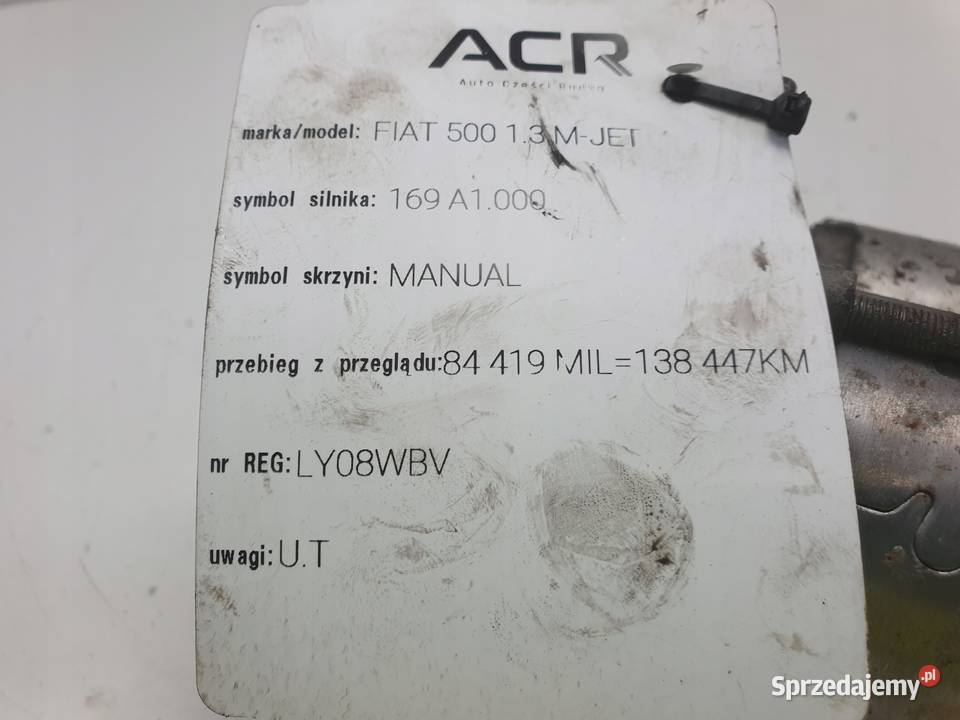 ACR
Auto Części
marka/model: FIAT 500 1.3 M-JET
symbol silnika: 169 A1.000
symbol skrzyni: MANUAL
przebieg z przeglądu: 84 419 MIL=138 447KM
nr REG: LY08WBV
uwagi: U.T
Sprzedajemy.pl